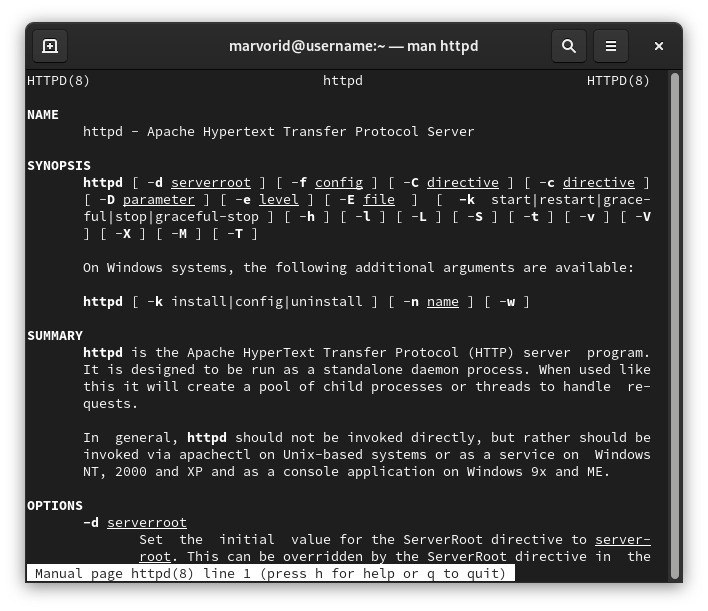 marvorid@username:~ — man httpd
HTTPD(8) httpd HTTPD(8)
NAME
httpd - Apache Hypertext Transfer Protocol Server
SYNOPSIS
httpd [ -d serverroot ] [ -f config ] [ -C directive ] [ -c directive ]
[ -D parameter ] [ -e level ] [ -E file ] [ -k start|restart|grace-
ful|stop|graceful-stop ] [ -h ] [ -l ] [ -L ] [ -S ] [ -t ] [ -v ] [ -V
] [ -X ] [ -M ] [ -T ]
On Windows systems, the following additional arguments are available:
httpd [ -k install|config|uninstall ] [ -n name ] [ -w ]
SUMMARY
httpd is the Apache HyperText Transfer Protocol (HTTP) server program.
It is designed to be run as a standalone daemon process. When used like
this it will create a pool of child processes or threads to handle re-
quests.
In general, httpd should not be invoked directly, but rather should be
invoked via apachectl on Unix-based systems or as a service on Windows
NT, 2000 and XP and as a console application on Windows 9x and ME.
OPTIONS
-d serverroot
Set the initial value for the ServerRoot directive to server-
root. This can be overridden by the ServerRoot directive in the
Manual page httpd(8) line 1 (press h for help or q to quit)